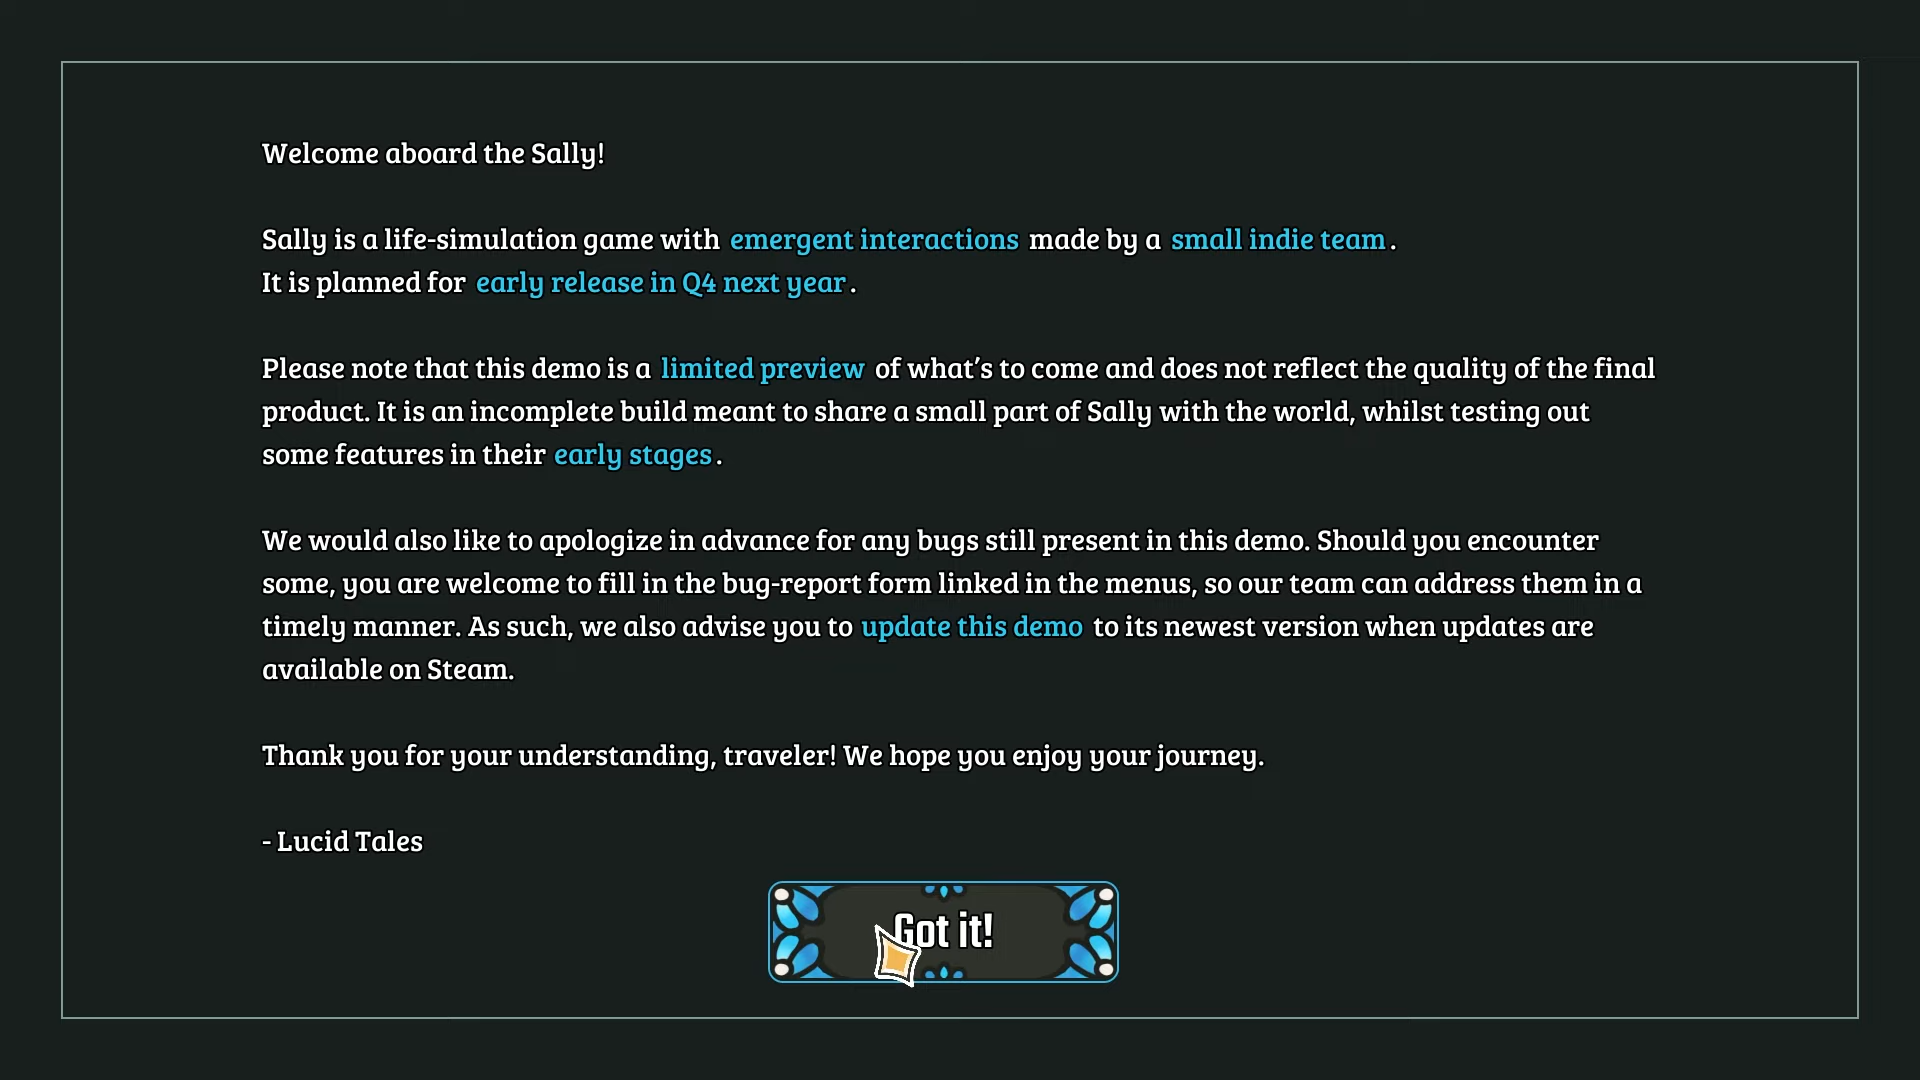 Welcome aboard the Sally!
Sally is a life-simulation game with emergent interactions made by a small indie team.
It is planned for early release in Q4 next year.
Please note that this demo is a limited preview of what's to come and does not reflect the quality of the final
product. It is an incomplete build meant to share a small part of Sally with the world, whilst testing out
some features in their early stages.
We would also like to apologize in advance for any bugs still present in this demo. Should you encounter
some, you are welcome to fill in the bug-report form linked in the menus, so our team can address them in a
timely manner. As such, we also advise you to update this demo to its newest version when updates are
available on Steam.
Thank you for your understanding, traveler! We hope you enjoy your journey.
- Lucid Tales
Got it!